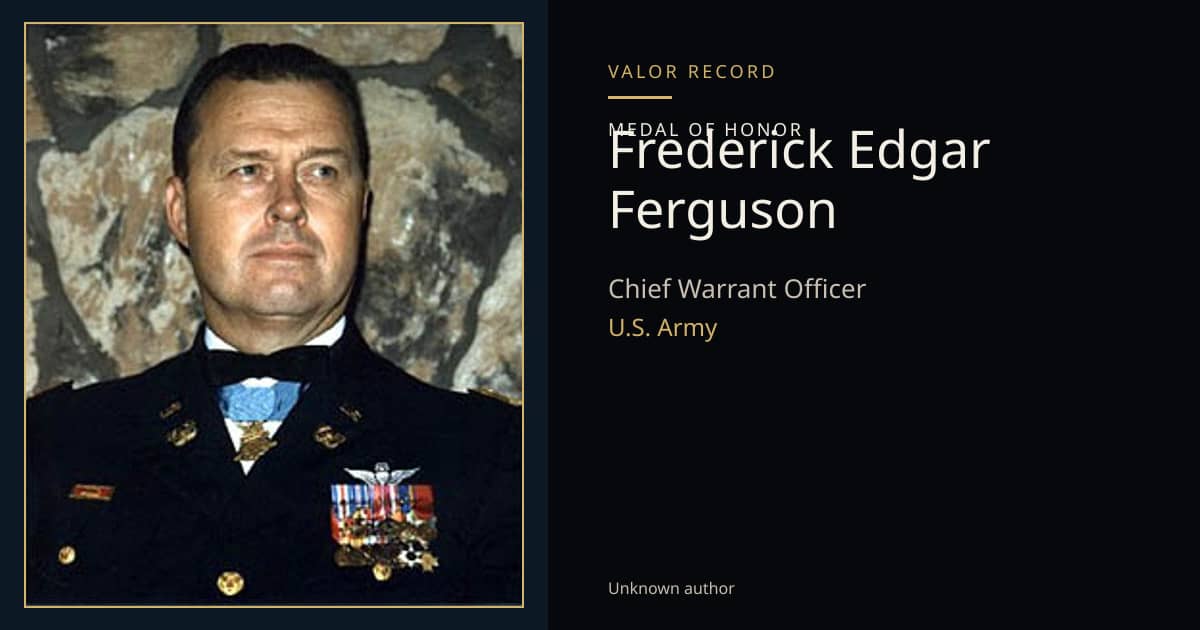 VALOR RECORD
MEDAL OF HONOR
Frederick Edgar
Ferguson
Chief Warrant Officer
U.S. Army
Unknown author